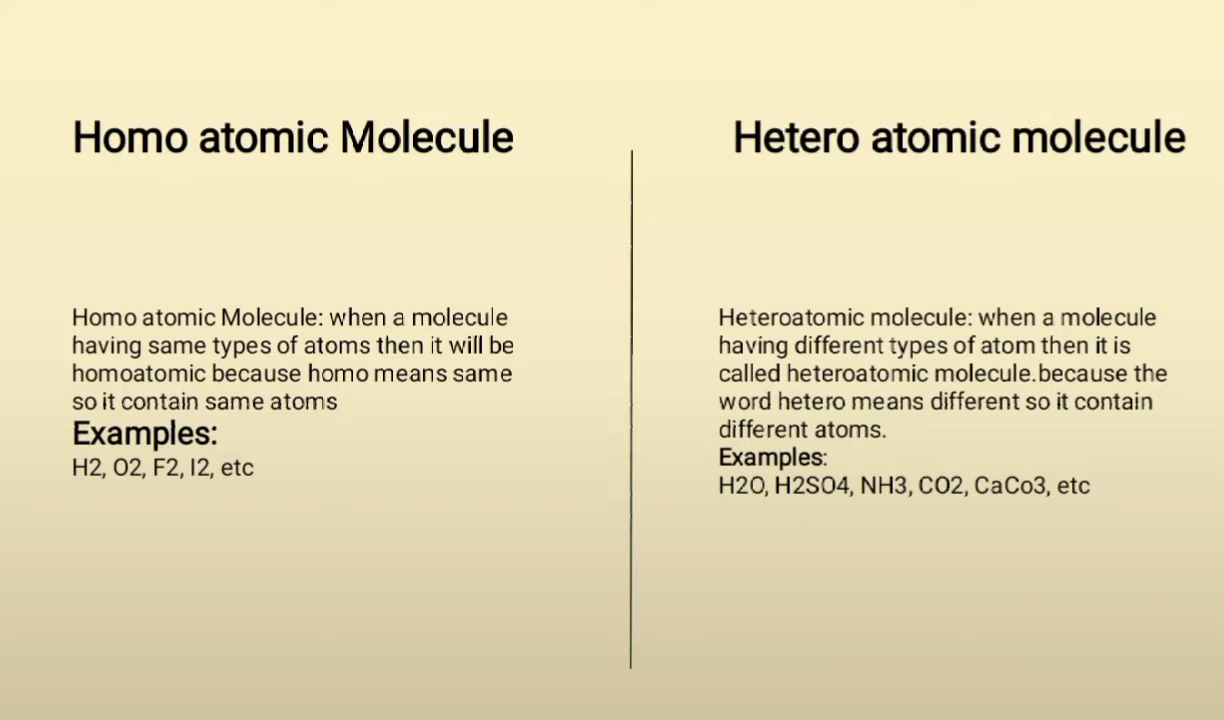 Homo atomic Molecule
Homo atomic Molecule: when a molecule
having same types of atoms then it will be
homoatomic because homo means same
so it contain same atoms
Examples:
H2, O2, F2, I2, etc
Hetero atomic molecule
Heteroatomic molecule: when a molecule
having different types of atom then it is
called heteroatomic molecule.because the
word hetero means different so it contain
different atoms.
Examples:
H2O, H2SO4, NH3, CO2, CaCo3, etc